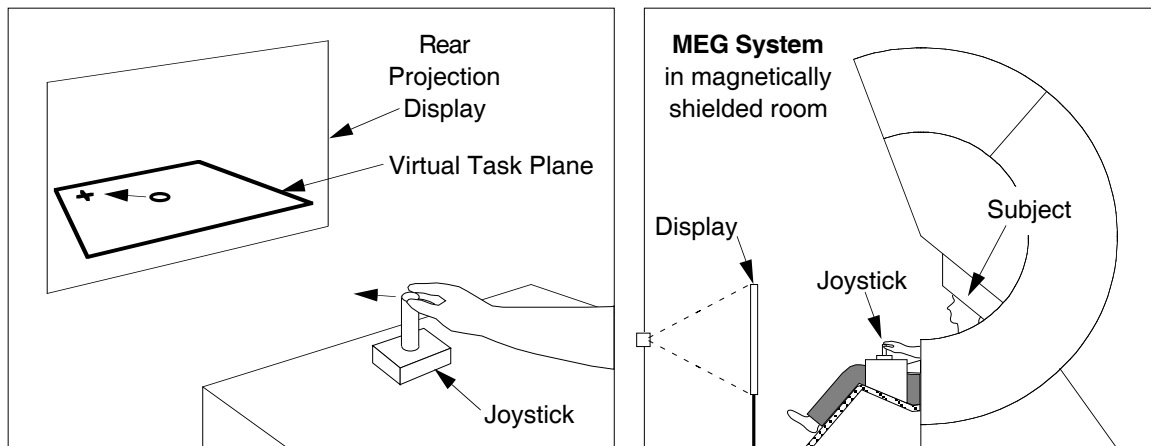 Rear
Projection
Display
Virtual Task Plane
Joystick
MEG System
in magnetically
shielded room
Subject
Display
Joystick